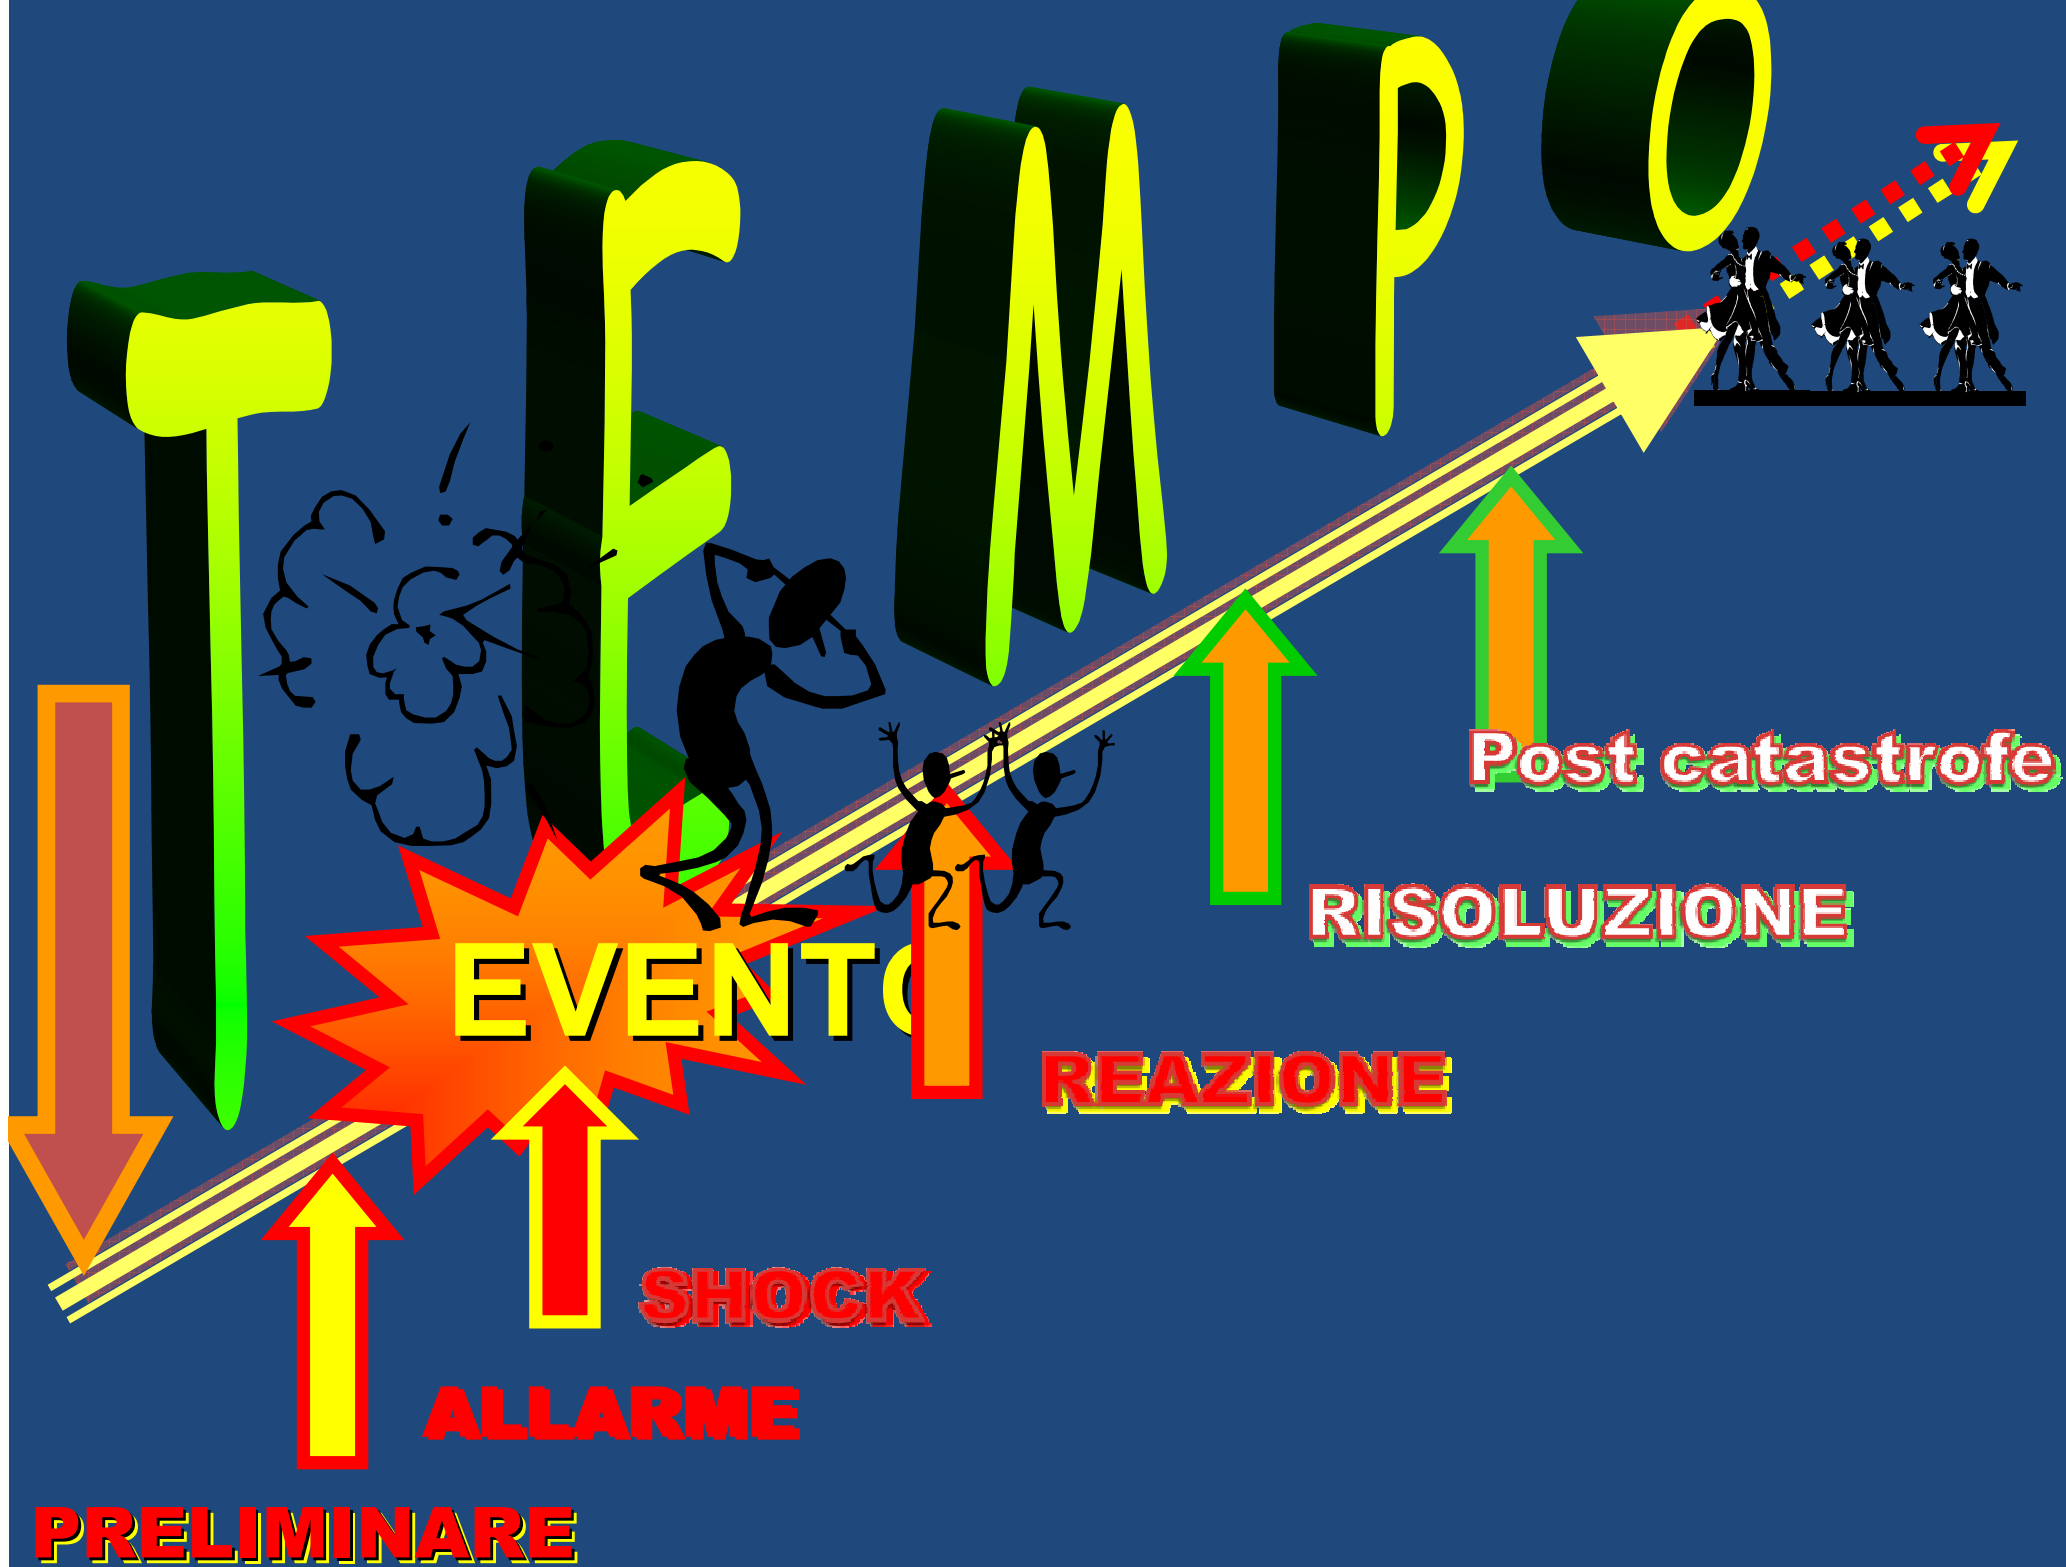 TEMPO
Post catastrofe
RISOLUZIONE
EVENTO
REAZIONE
SHOCK
ALLARME
PRELIMINARE